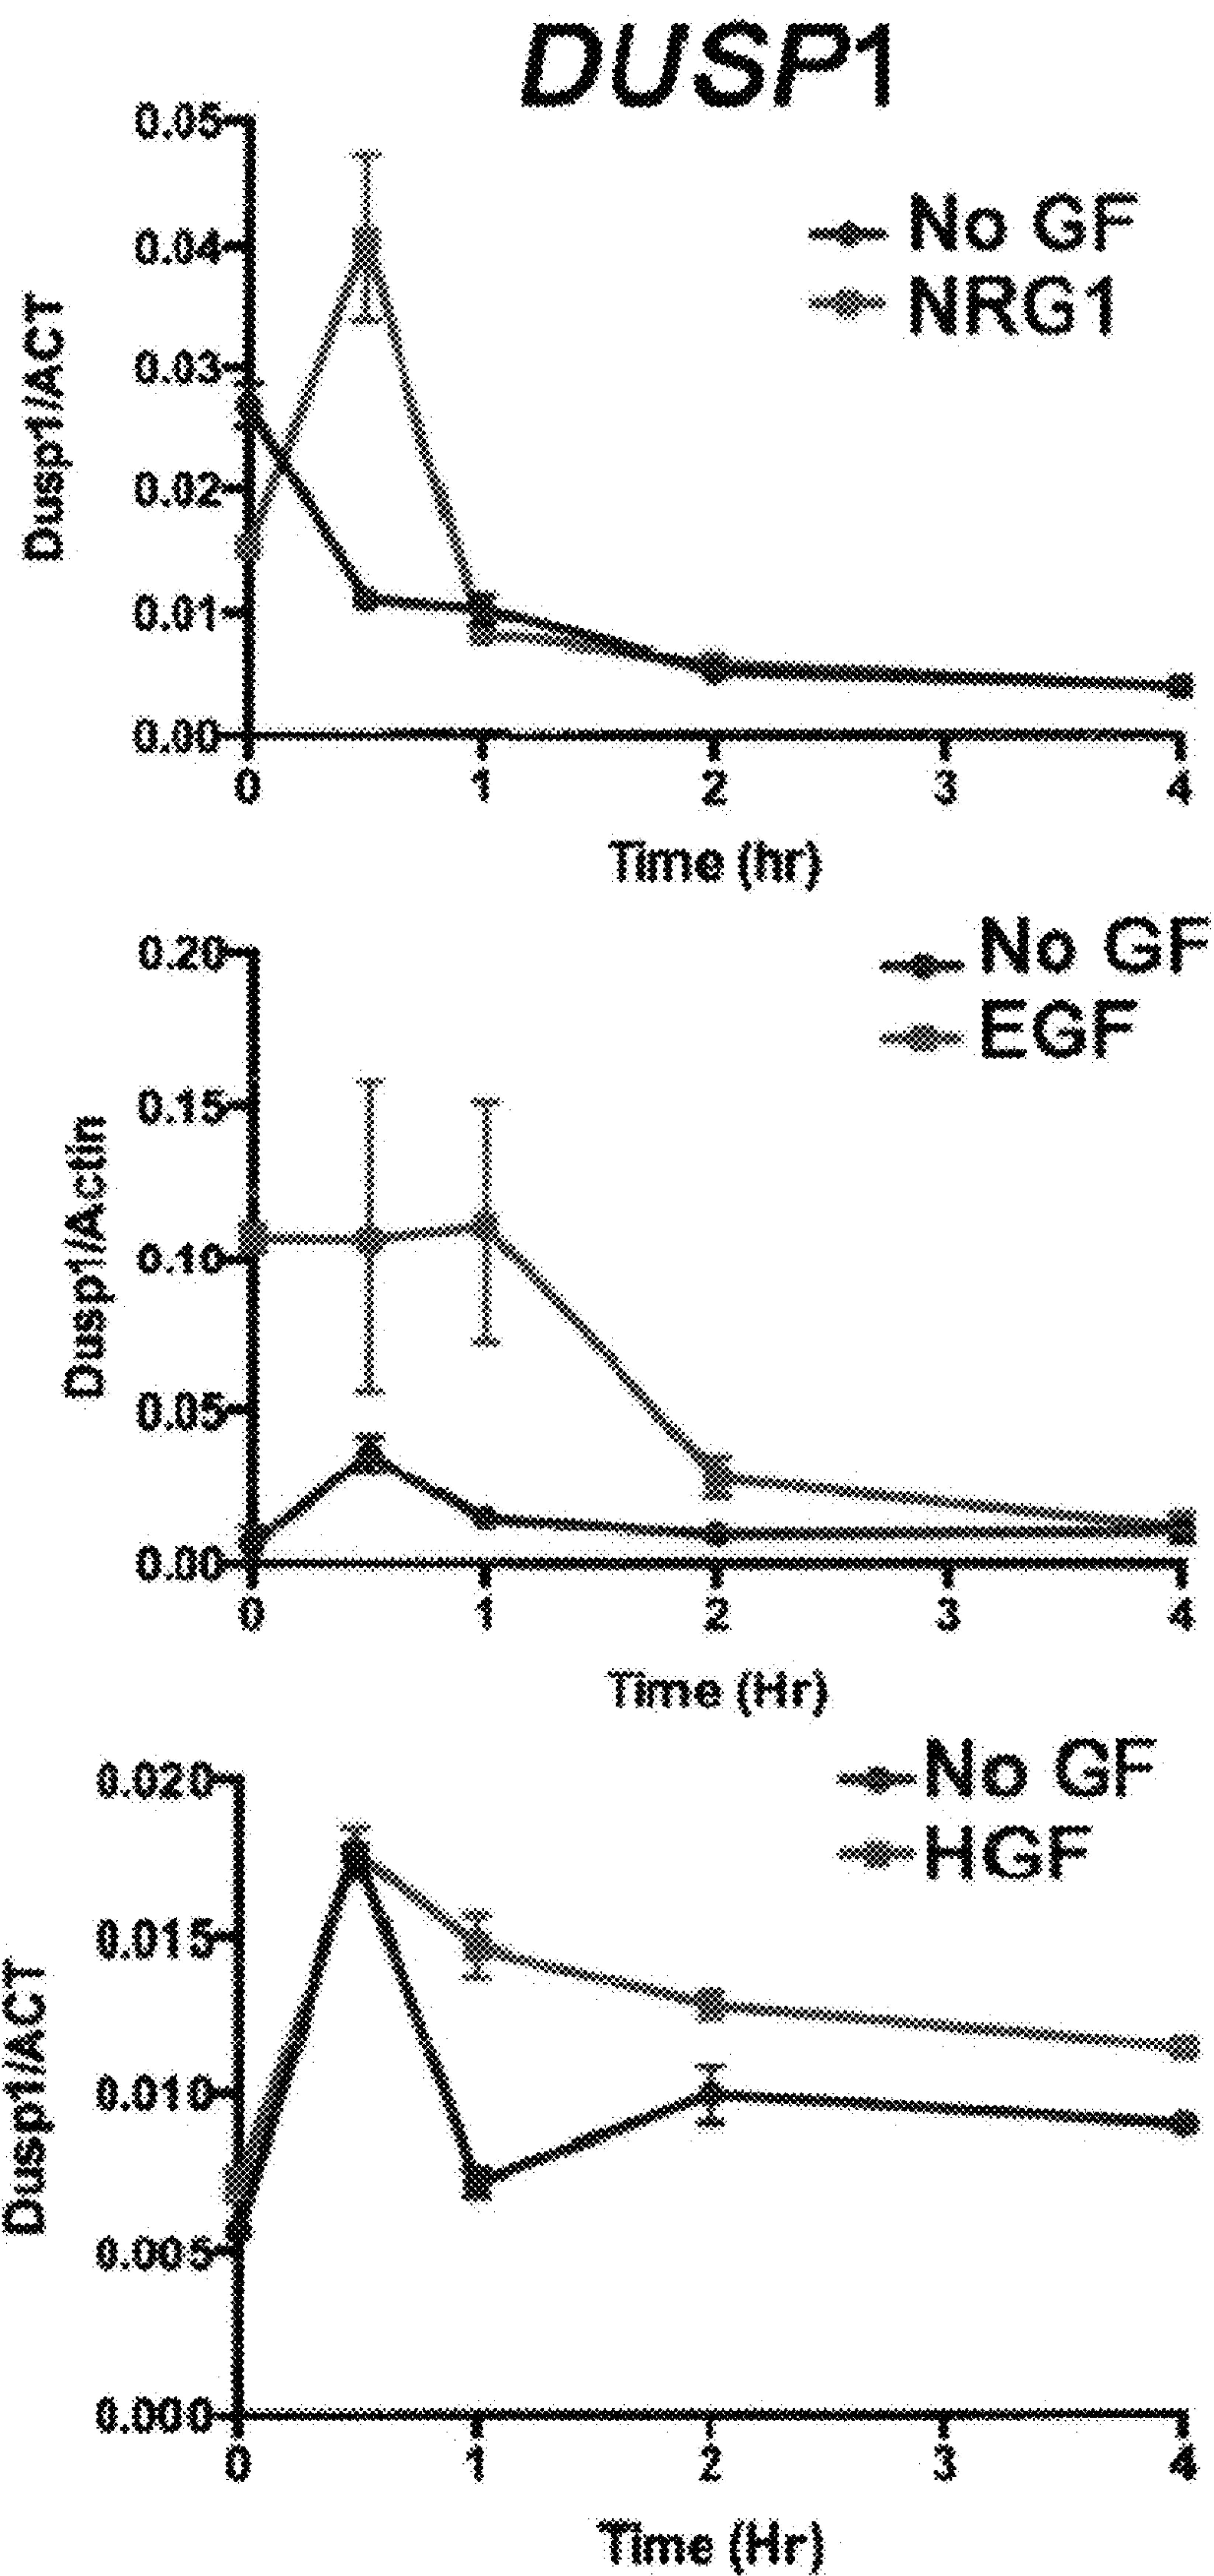 DUSP1
0.05
0.04
0.03
0.02
0.01
0.00
Dusp1/ACT
No GF
NRG1
0 1 2 3 4
Time (hr)
0.20
0.15
0.10
0.05
0.00
Dusp1/Actin
No GF
EGF
0 1 2 3 4
Time (Hr)
0.020
0.015
0.010
0.005
0.000
Dusp1/ACT
No GF
HGF
0 1 2 3 4
Time (Hr)